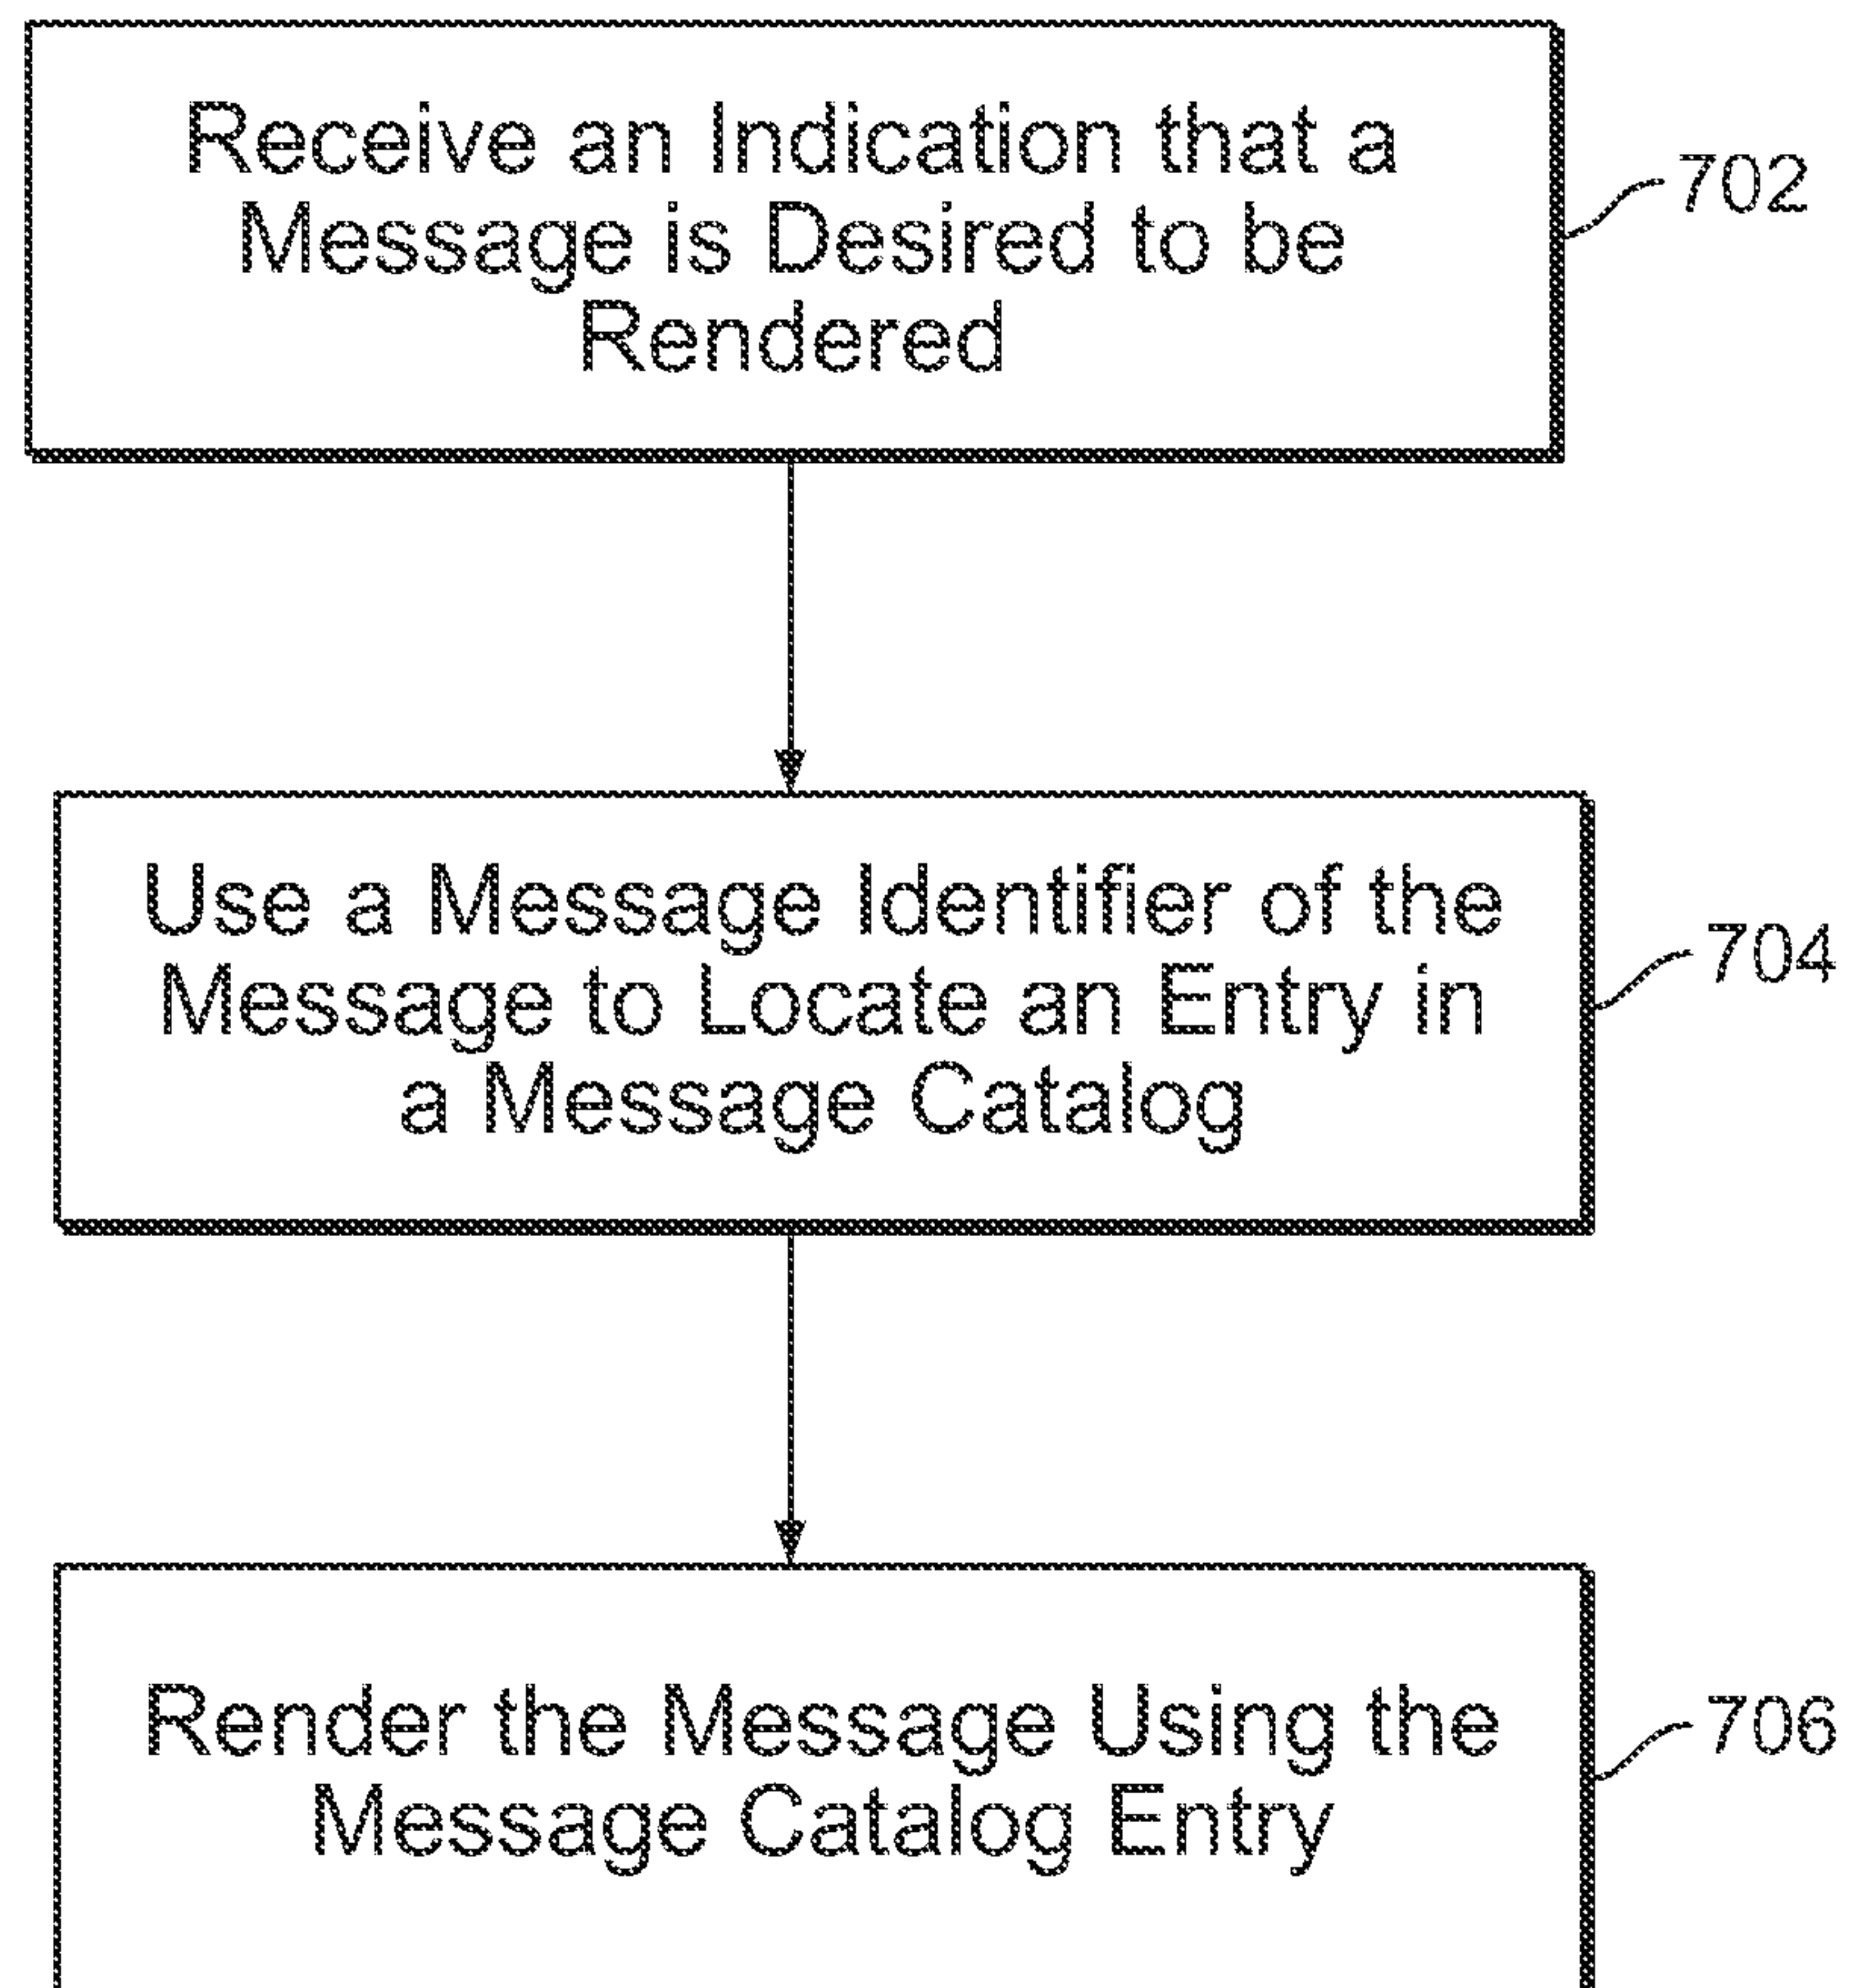 Receive an Indication that a
Message is Desired to be
Rendered
702
Use a Message Identifier of the
Message to Locate an Entry in
a Message Catalog
704
Render the Message Using the
Message Catalog Entry
706